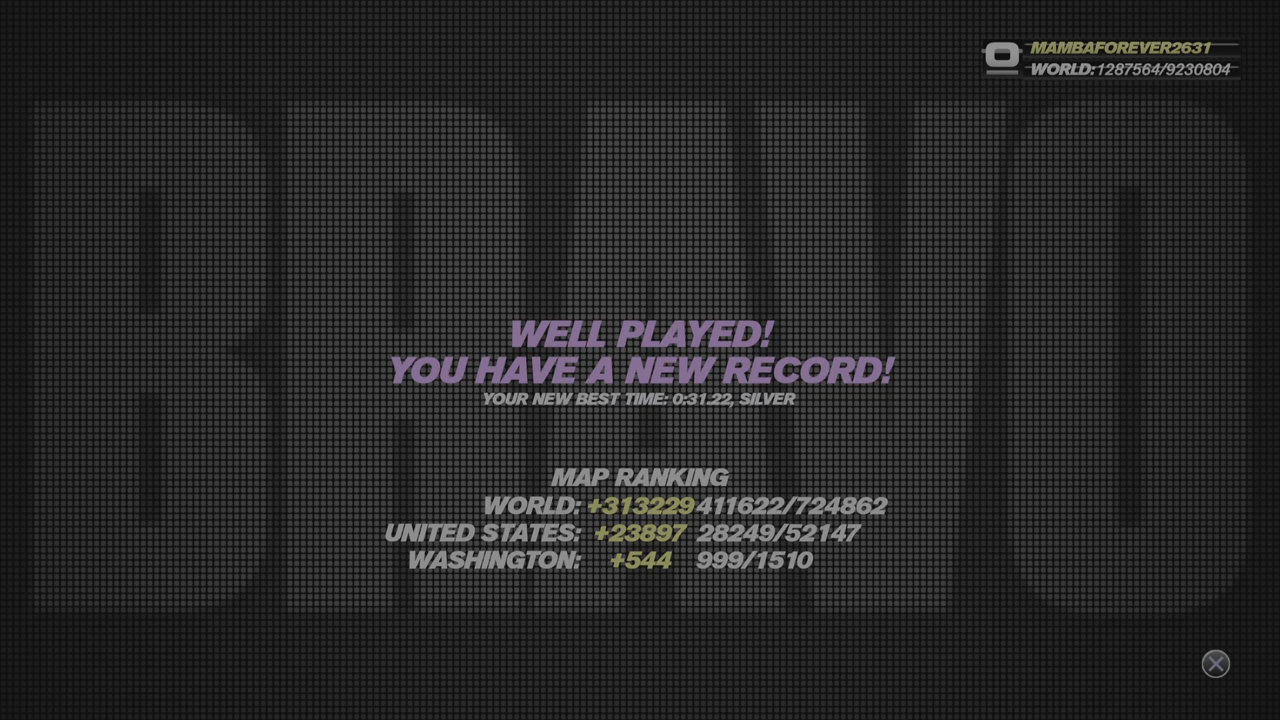 MAMBAFOREVER2631
WORLD: 1287564/9230804
BRAVO
WELL PLAYED!
YOU HAVE A NEW RECORD!
YOUR NEW BEST TIME: 0:31.22, SILVER
MAP RANKING
WORLD: +313229 411622/724862
UNITED STATES: +23897 28249/52147
WASHINGTON: +544 999/1510